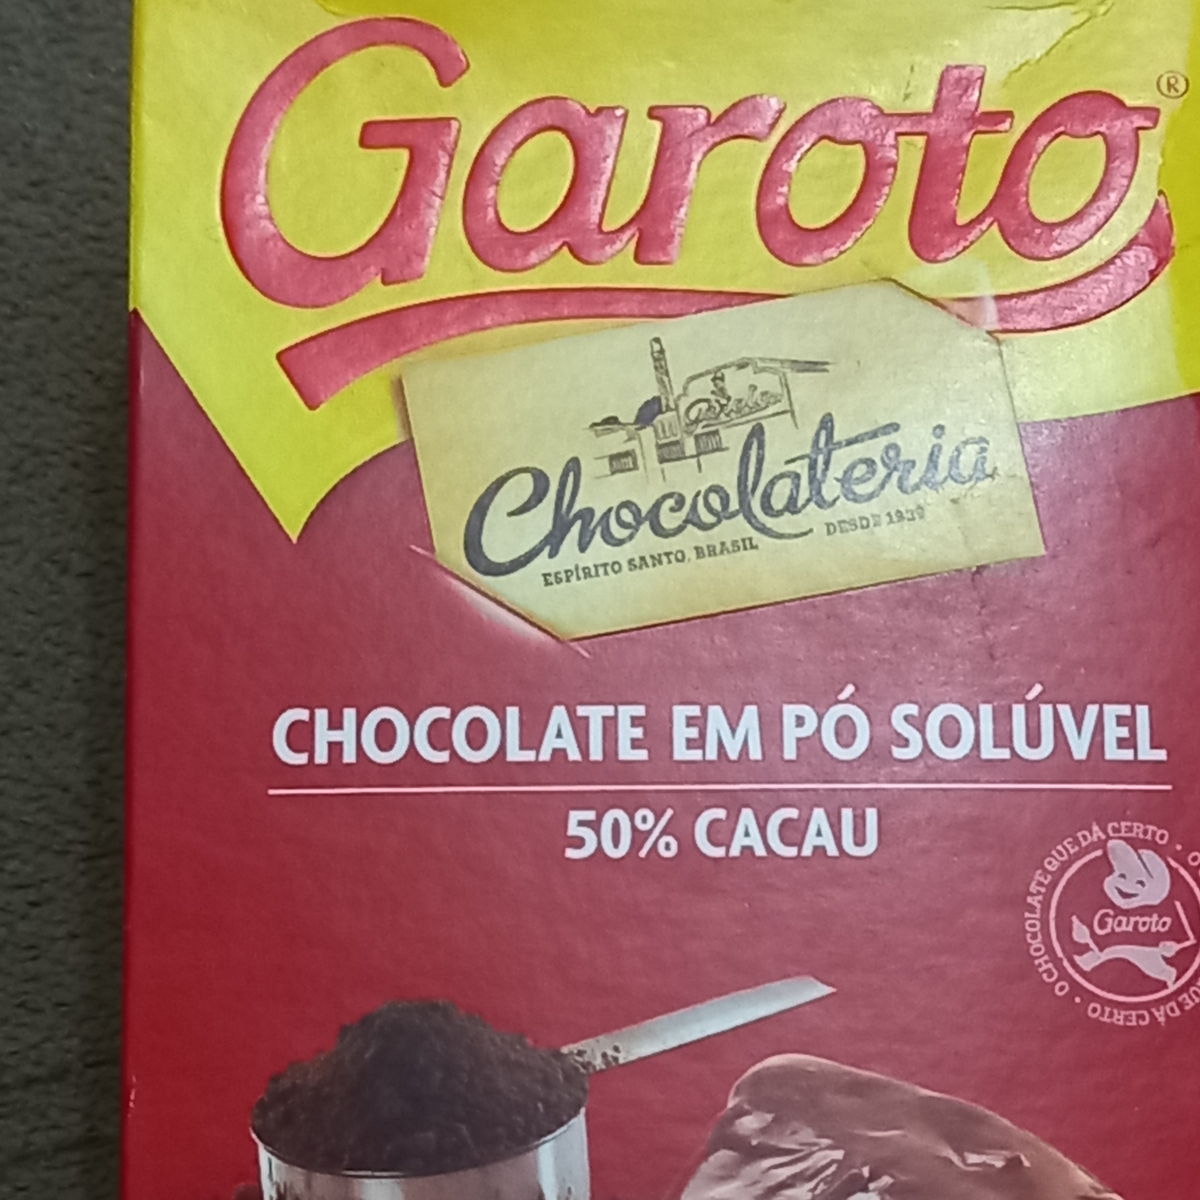 Garoto®
Garoto
Chocolateria
ESPÍRITO SANTO, BRASIL
DESDE 1929
CHOCOLATE EM PÓ SOLÚVEL
50% CACAU
O CHOCOLATE QUE DÁ CERTO • O
Garoto
QUE DÁ CERTO •